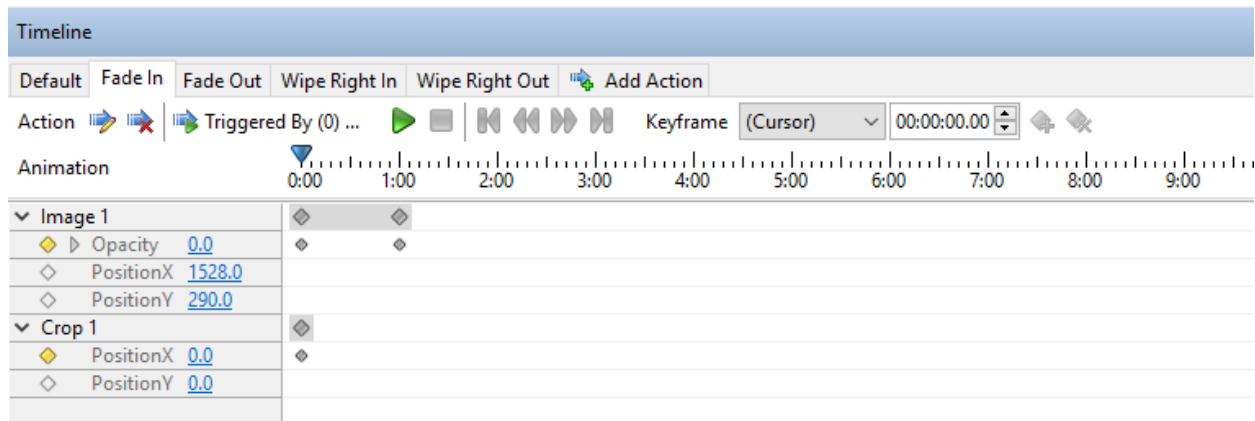 Timeline
Default Fade In Fade Out Wipe Right In Wipe Right Out Add Action
Action Triggered By (0) ... Keyframe (Cursor) 00:00:00.00
Animation 0:00 1:00 2:00 3:00 4:00 5:00 6:00 7:00 8:00 9:00
Image 1
Opacity 0.0
PositionX 1528.0
PositionY 290.0
Crop 1
PositionX 0.0
PositionY 0.0